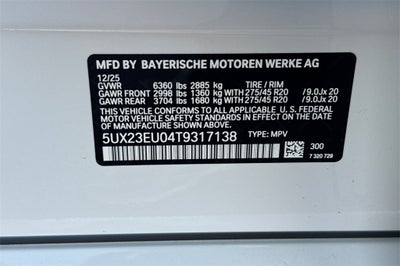 MFD BY BAYERISCHE MOTOREN WERKE AG
12/25
GVWR 6360 lbs 2885 kg TIRE / RIM
GAWR FRONT 2998 lbs 1360 kg 275/45 R20 /9.0Jx 20
GAWR REAR 3704 lbs 1680 kg 275/45 R20 /9.0Jx 20
THIS VEHICLE CONFORMS TO ALL APPLICABLE U.S. FEDERAL
MOTOR VEHICLE SAFETY
STANDARDS IN EFFECT ON THE DATE OF MANUFACTURE SHOWN ABOVE.
5UX23EU04T9317138 TYPE: MPV
300
7 320 729